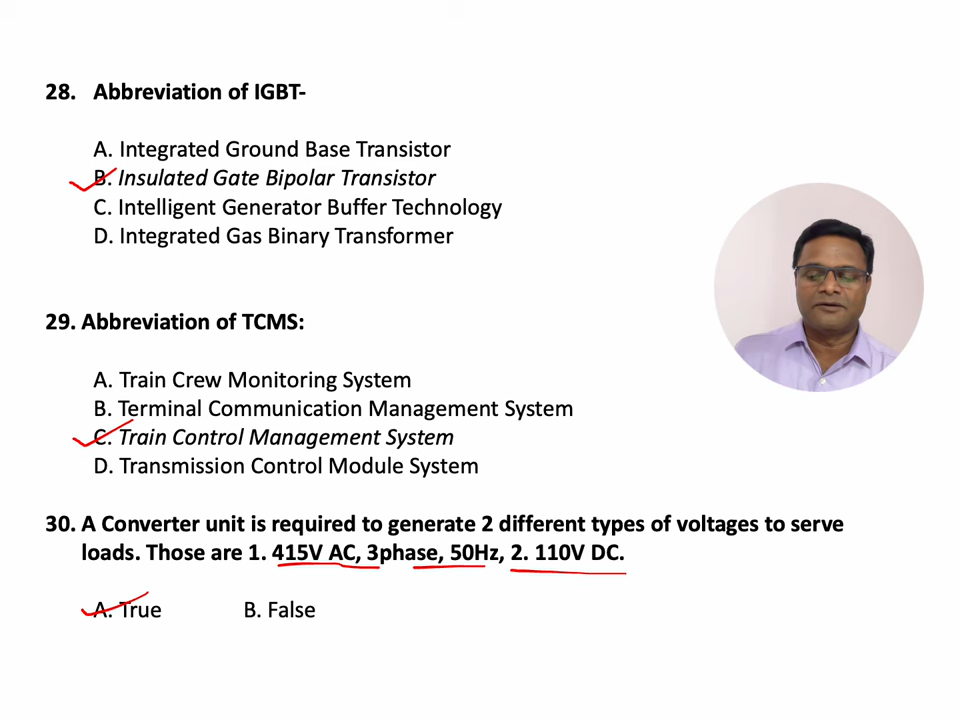 28. Abbreviation of IGBT-
A. Integrated Ground Base Transistor
B. Insulated Gate Bipolar Transistor
C. Intelligent Generator Buffer Technology
D. Integrated Gas Binary Transformer
29. Abbreviation of TCMS:
A. Train Crew Monitoring System
B. Terminal Communication Management System
C. Train Control Management System
D. Transmission Control Module System
30. A Converter unit is required to generate 2 different types of voltages to serve
loads. Those are 1. 415V AC, 3phase, 50Hz, 2. 110V DC.
A. True B. False